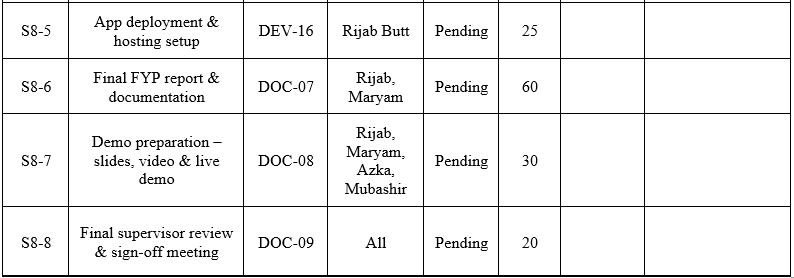 S8-5 App deployment & hosting setup DEV-16 Rijab Butt Pending 25
S8-6 Final FYP report & documentation DOC-07 Rijab, Maryam Pending 60
S8-7 Demo preparation – slides, video & live demo DOC-08 Rijab, Maryam, Azka, Mubashir Pending 30
S8-8 Final supervisor review & sign-off meeting DOC-09 All Pending 20